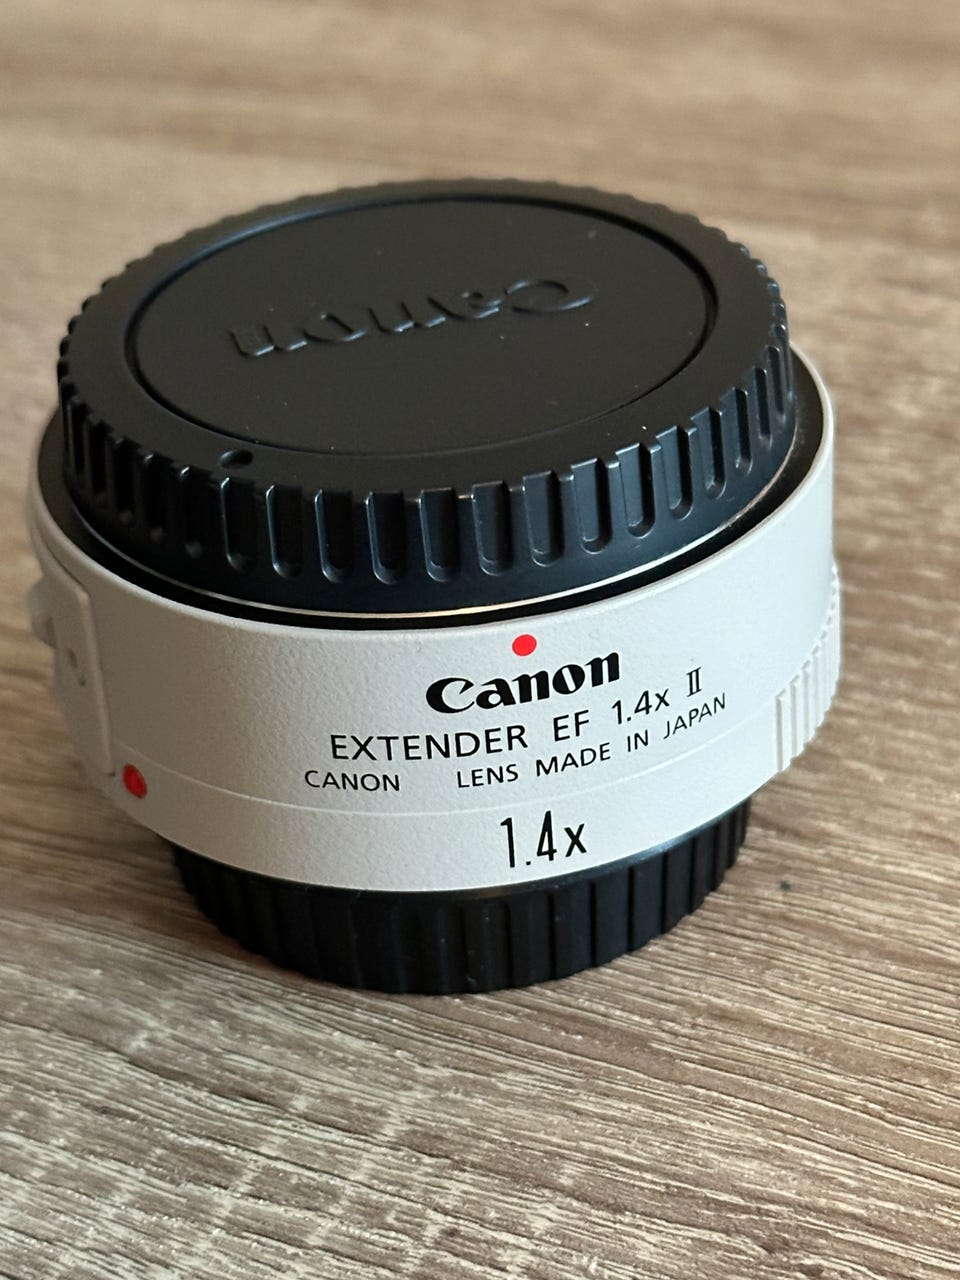 Canon
Canon
EXTENDER EF 1.4x II
CANON LENS MADE IN JAPAN
1.4x